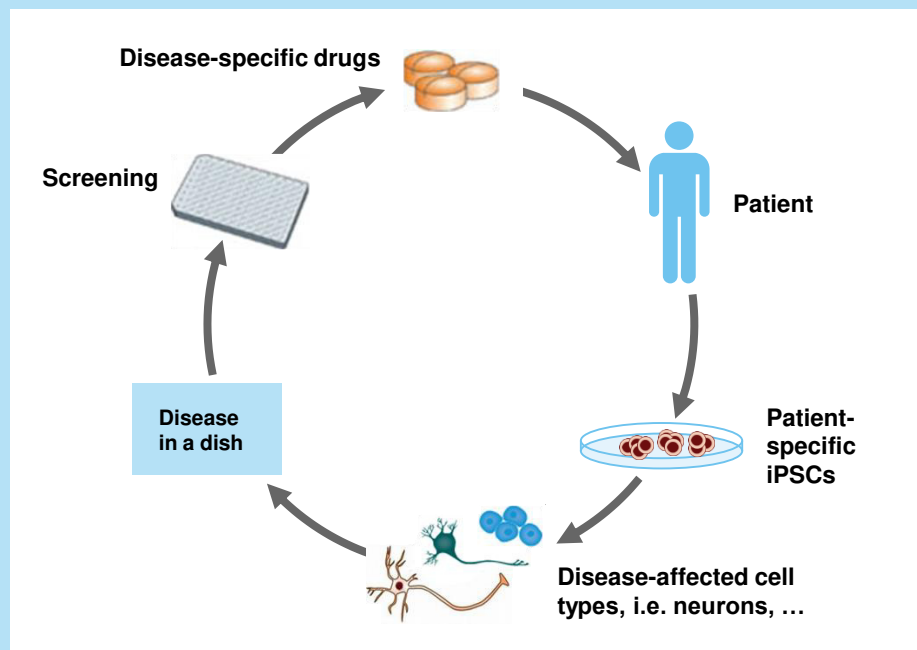 Disease-specific drugs
Screening
Patient
Disease
in a dish
Patient-
specific
iPSCs
Disease-affected cell
types, i.e. neurons, …